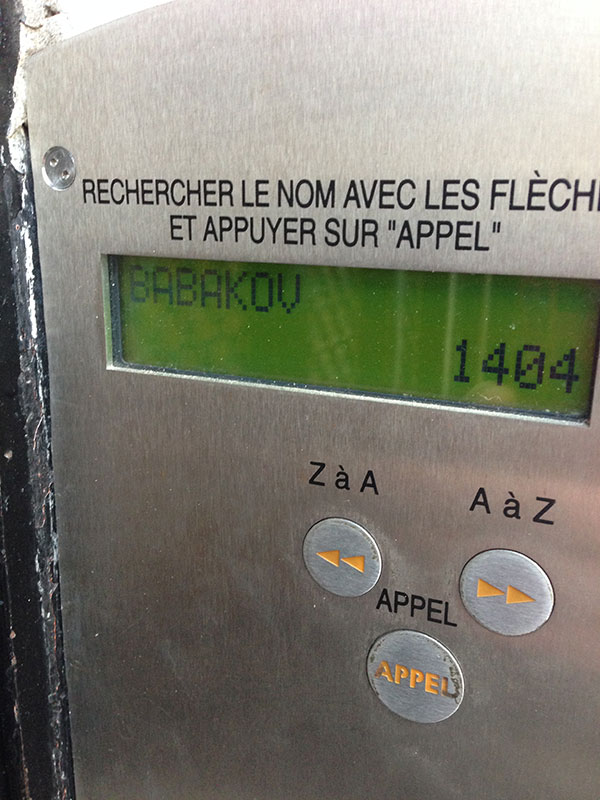 RECHERCHER LE NOM AVEC LES FLÈCH
ET APPUYER SUR "APPEL"
BABAKOV
1404
Z à A
A à Z
APPEL
APPEL